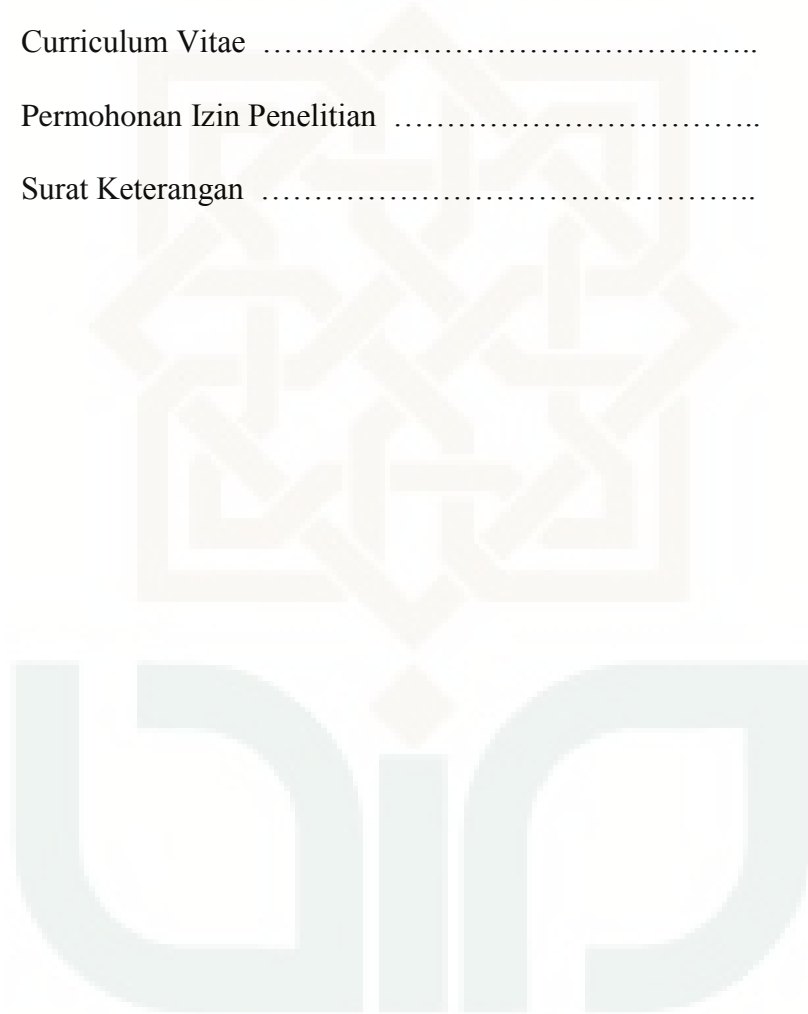 Curriculum Vitae ………………………………………..
Permohonan Izin Penelitian ……………………………..
Surat Keterangan ………………………………………..